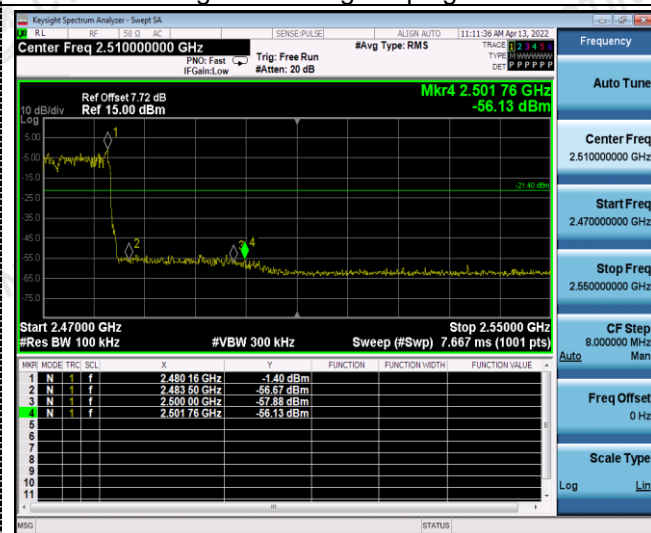 Keysight Spectrum Analyzer - Swept SA
RL RF 50 Ω AC SENSE:PULSE ALIGN AUTO 11:11:36 AM Apr 13, 2022
Center Freq 2.510000000 GHz #Avg Type: RMS TRACE 1 2 3 4 5 6
PNO: Fast Trig: Free Run TYPE M WWWWW
IFGain:Low #Atten: 20 dB DET P P P P P P
Mkr4 2.501 76 GHz
-56.13 dBm
Ref Offset 7.72 dB
10 dB/div Ref 15.00 dBm
Log
5.00
-5.00
-15.0
-25.0
-35.0
-45.0
-55.0
-65.0
-75.0
1
-21.40 dBm
2 3 4
Start 2.47000 GHz Stop 2.55000 GHz
#Res BW 100 kHz #VBW 300 kHz Sweep (#Swp) 7.667 ms (1001 pts)
MKR MODE TRC SCL X Y FUNCTION FUNCTION WIDTH FUNCTION VALUE
1 N 1 f 2.480 16 GHz -1.40 dBm
2 N 1 f 2.483 50 GHz -56.67 dBm
3 N 1 f 2.500 00 GHz -57.88 dBm
4 N 1 f 2.501 76 GHz -56.13 dBm
5
6
7
8
9
10
11
MSG STATUS
Frequency
Auto Tune
Center Freq
2.510000000 GHz
Start Freq
2.470000000 GHz
Stop Freq
2.550000000 GHz
CF Step
8.000000 MHz
Auto Man
Freq Offset
0 Hz
Scale Type
Log Lin